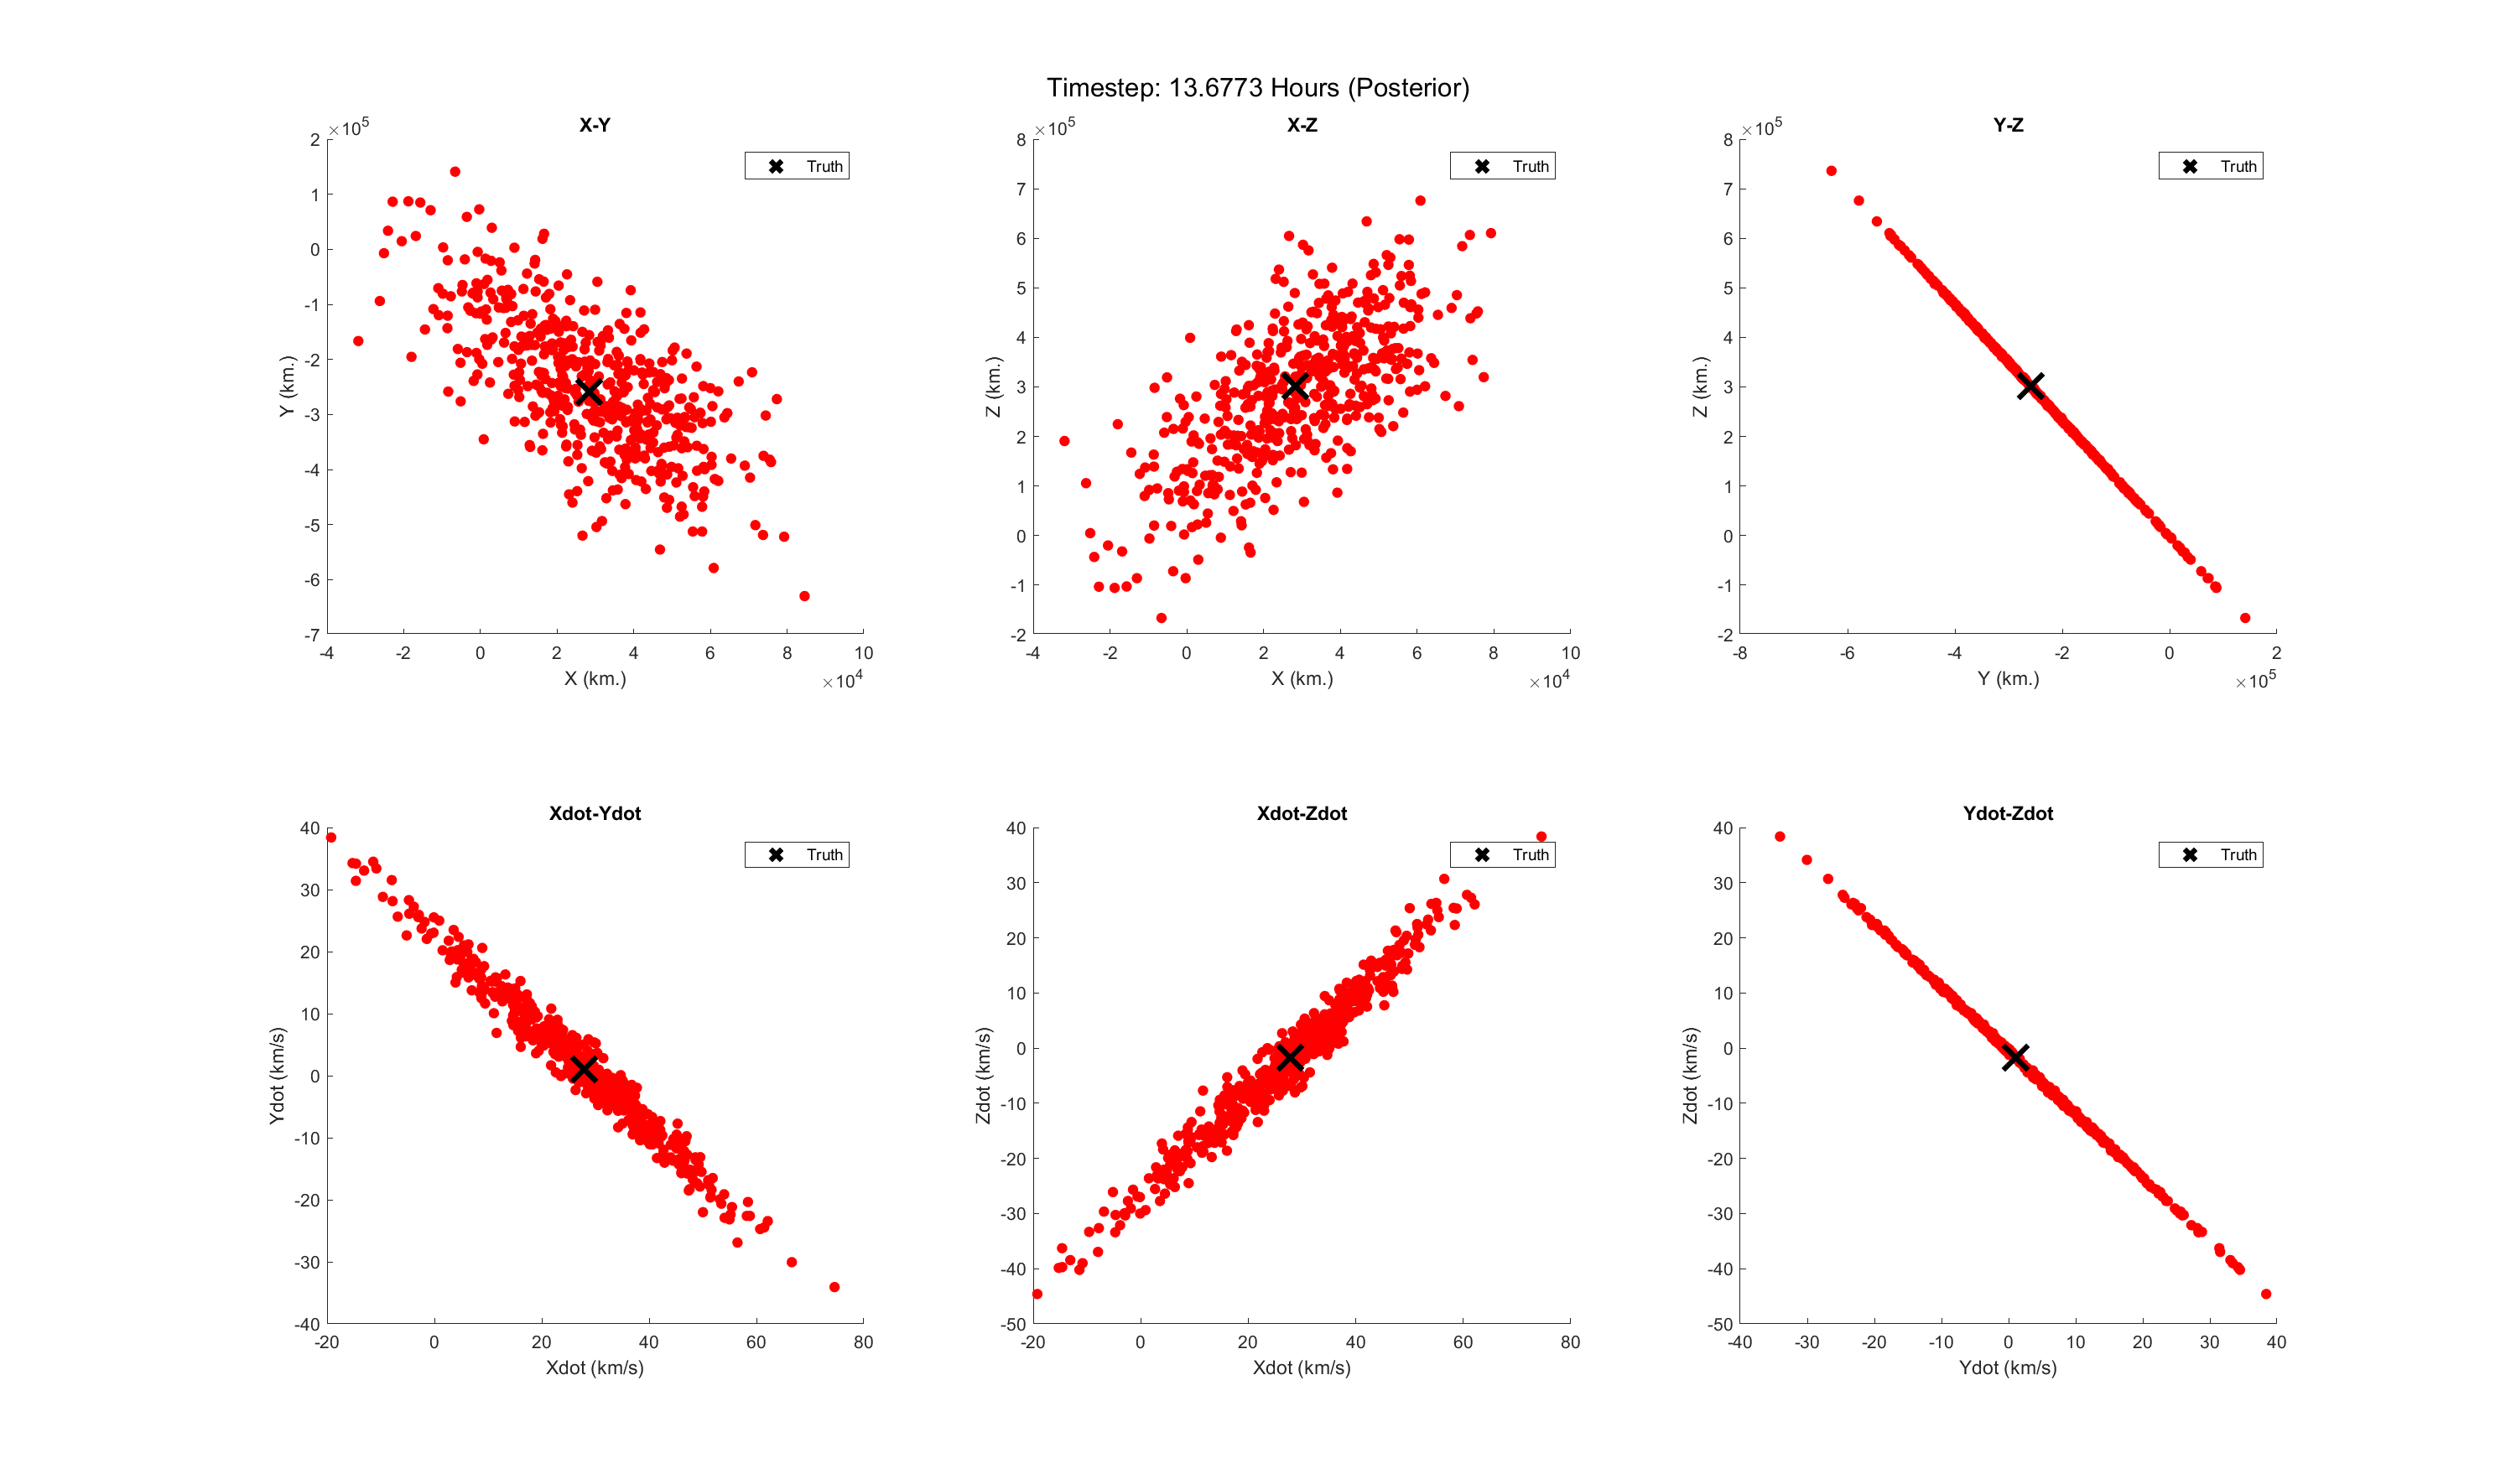 Timestep: 13.6773 Hours (Posterior)
X-Y
×10^5
Truth
2
1
0
-1
-2
-3
-4
-5
-6
-7
Y (km.)
-4 -2 0 2 4 6 8 10
X (km.)
×10^4
X-Z
×10^5
Truth
8
7
6
5
4
3
2
1
0
-1
-2
Z (km.)
-4 -2 0 2 4 6 8 10
X (km.)
×10^4
Y-Z
×10^5
Truth
8
7
6
5
4
3
2
1
0
-1
-2
Z (km.)
-8 -6 -4 -2 0 2
Y (km.)
×10^5
Xdot-Ydot
Truth
40
30
20
10
0
-10
-20
-30
-40
Ydot (km/s)
-20 0 20 40 60 80
Xdot (km/s)
Xdot-Zdot
Truth
40
30
20
10
0
-10
-20
-30
-40
-50
Zdot (km/s)
-20 0 20 40 60 80
Xdot (km/s)
Ydot-Zdot
Truth
40
30
20
10
0
-10
-20
-30
-40
-50
Zdot (km/s)
-40 -30 -20 -10 0 10 20 30 40
Ydot (km/s)